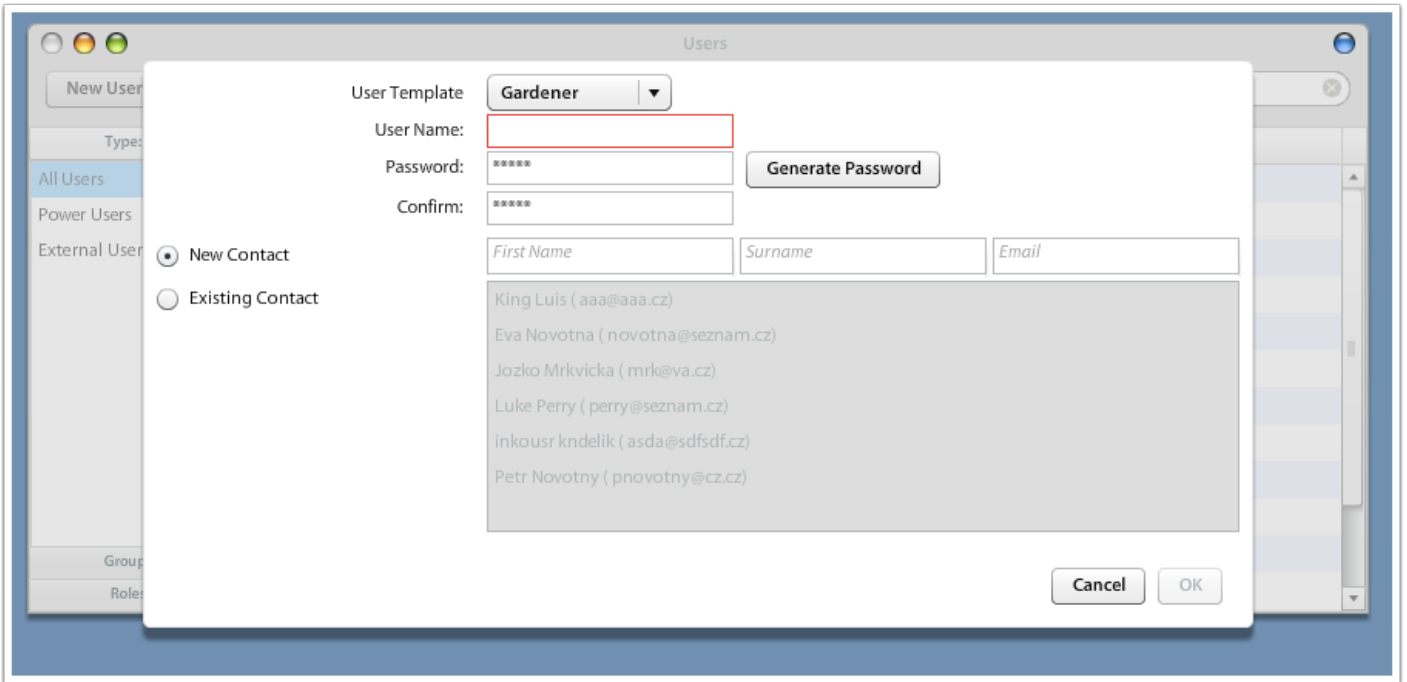 Users
New User
User Template Gardener
User Name:
Password: *****
Generate Password
Confirm: *****
Type:
All Users
Power Users
External User
New Contact
First Name
Surname
Email
Existing Contact
King Luis ( aaa@aaa.cz)
Eva Novotna ( novotna@seznam.cz)
Jozko Mrkvicka ( mrk@va.cz)
Luke Perry ( perry@seznam.cz)
inkousr kndelik ( asda@sdfsdf.cz)
Petr Novotny ( pnovotny@cz.cz)
Group
Roles
Cancel
OK